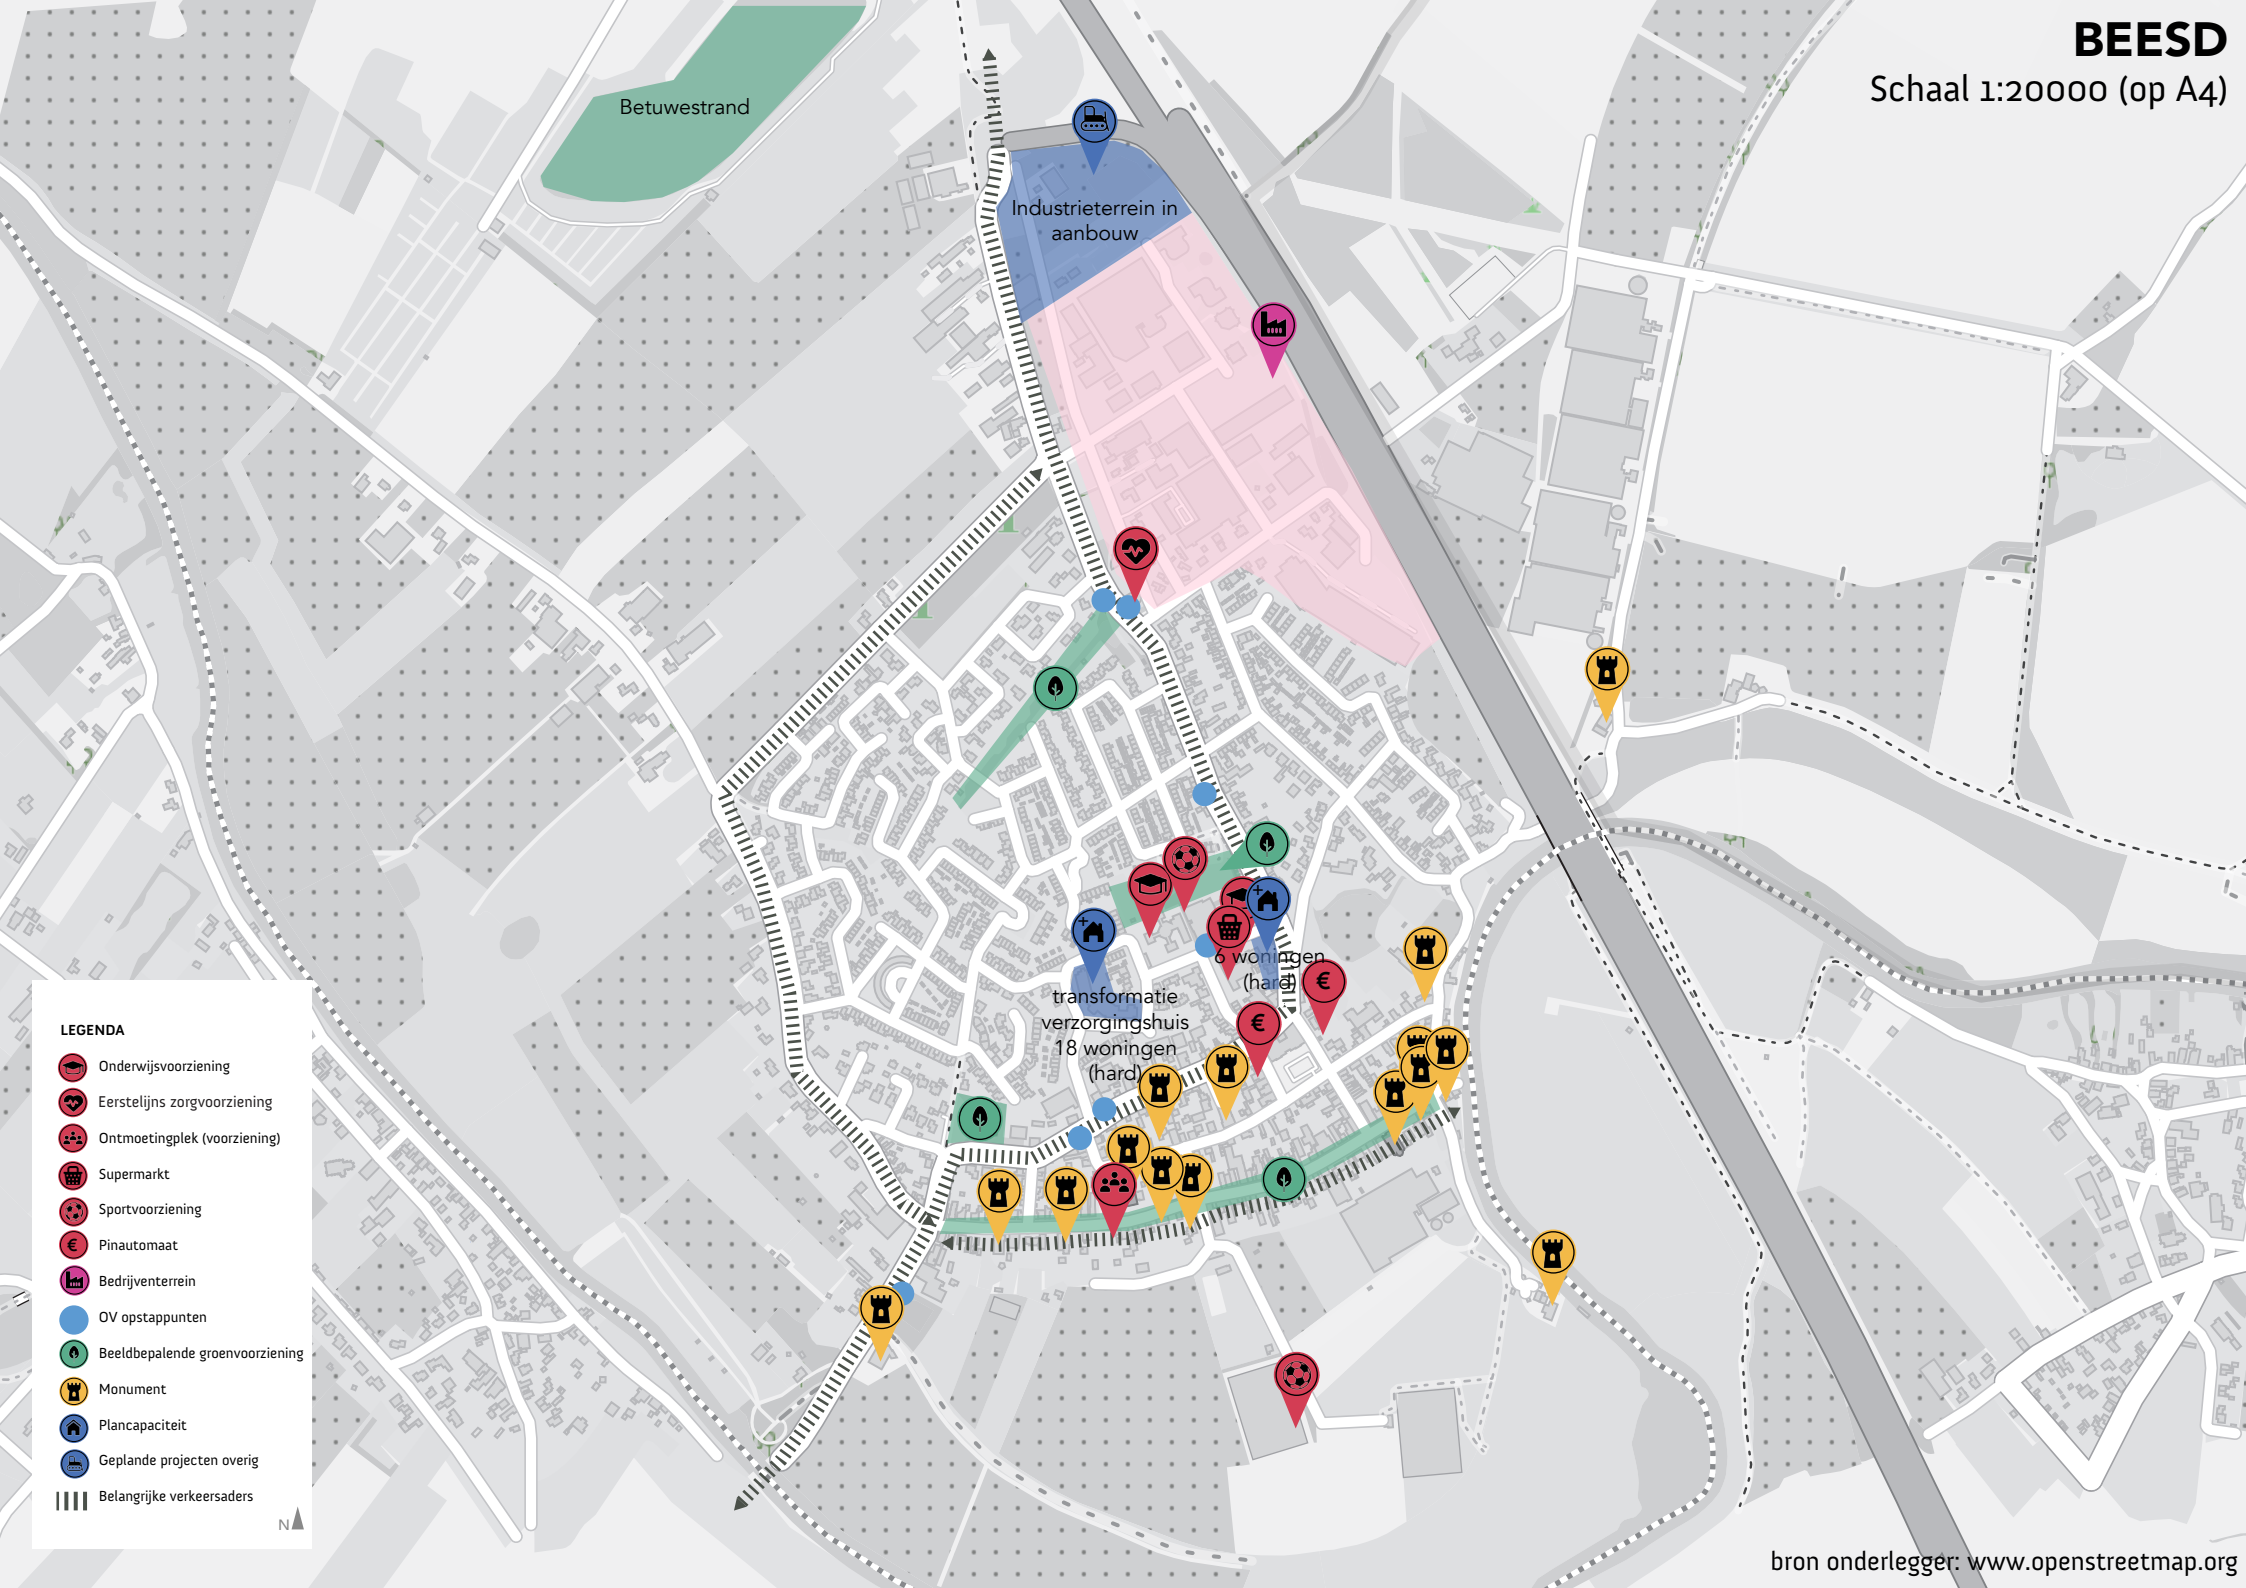 BEESD
Schaal 1:20000 (op A4)
Betuwestrand
Industrieterrein in
aanbouw
6 woningen
(hard)
transformatie
verzorgingshuis
18 woningen
(hard)
LEGENDA
Onderwijsvoorziening
Eerstelijns zorgvoorziening
Ontmoetingplek (voorziening)
Supermarkt
Sportvoorziening
Pinautomaat
Bedrijventerrein
OV opstappunten
Beeldbepalende groenvoorziening
Monument
Plancapaciteit
Geplande projecten overig
Belangrijke verkeersaders
N
bron onderlegger: www.openstreetmap.org